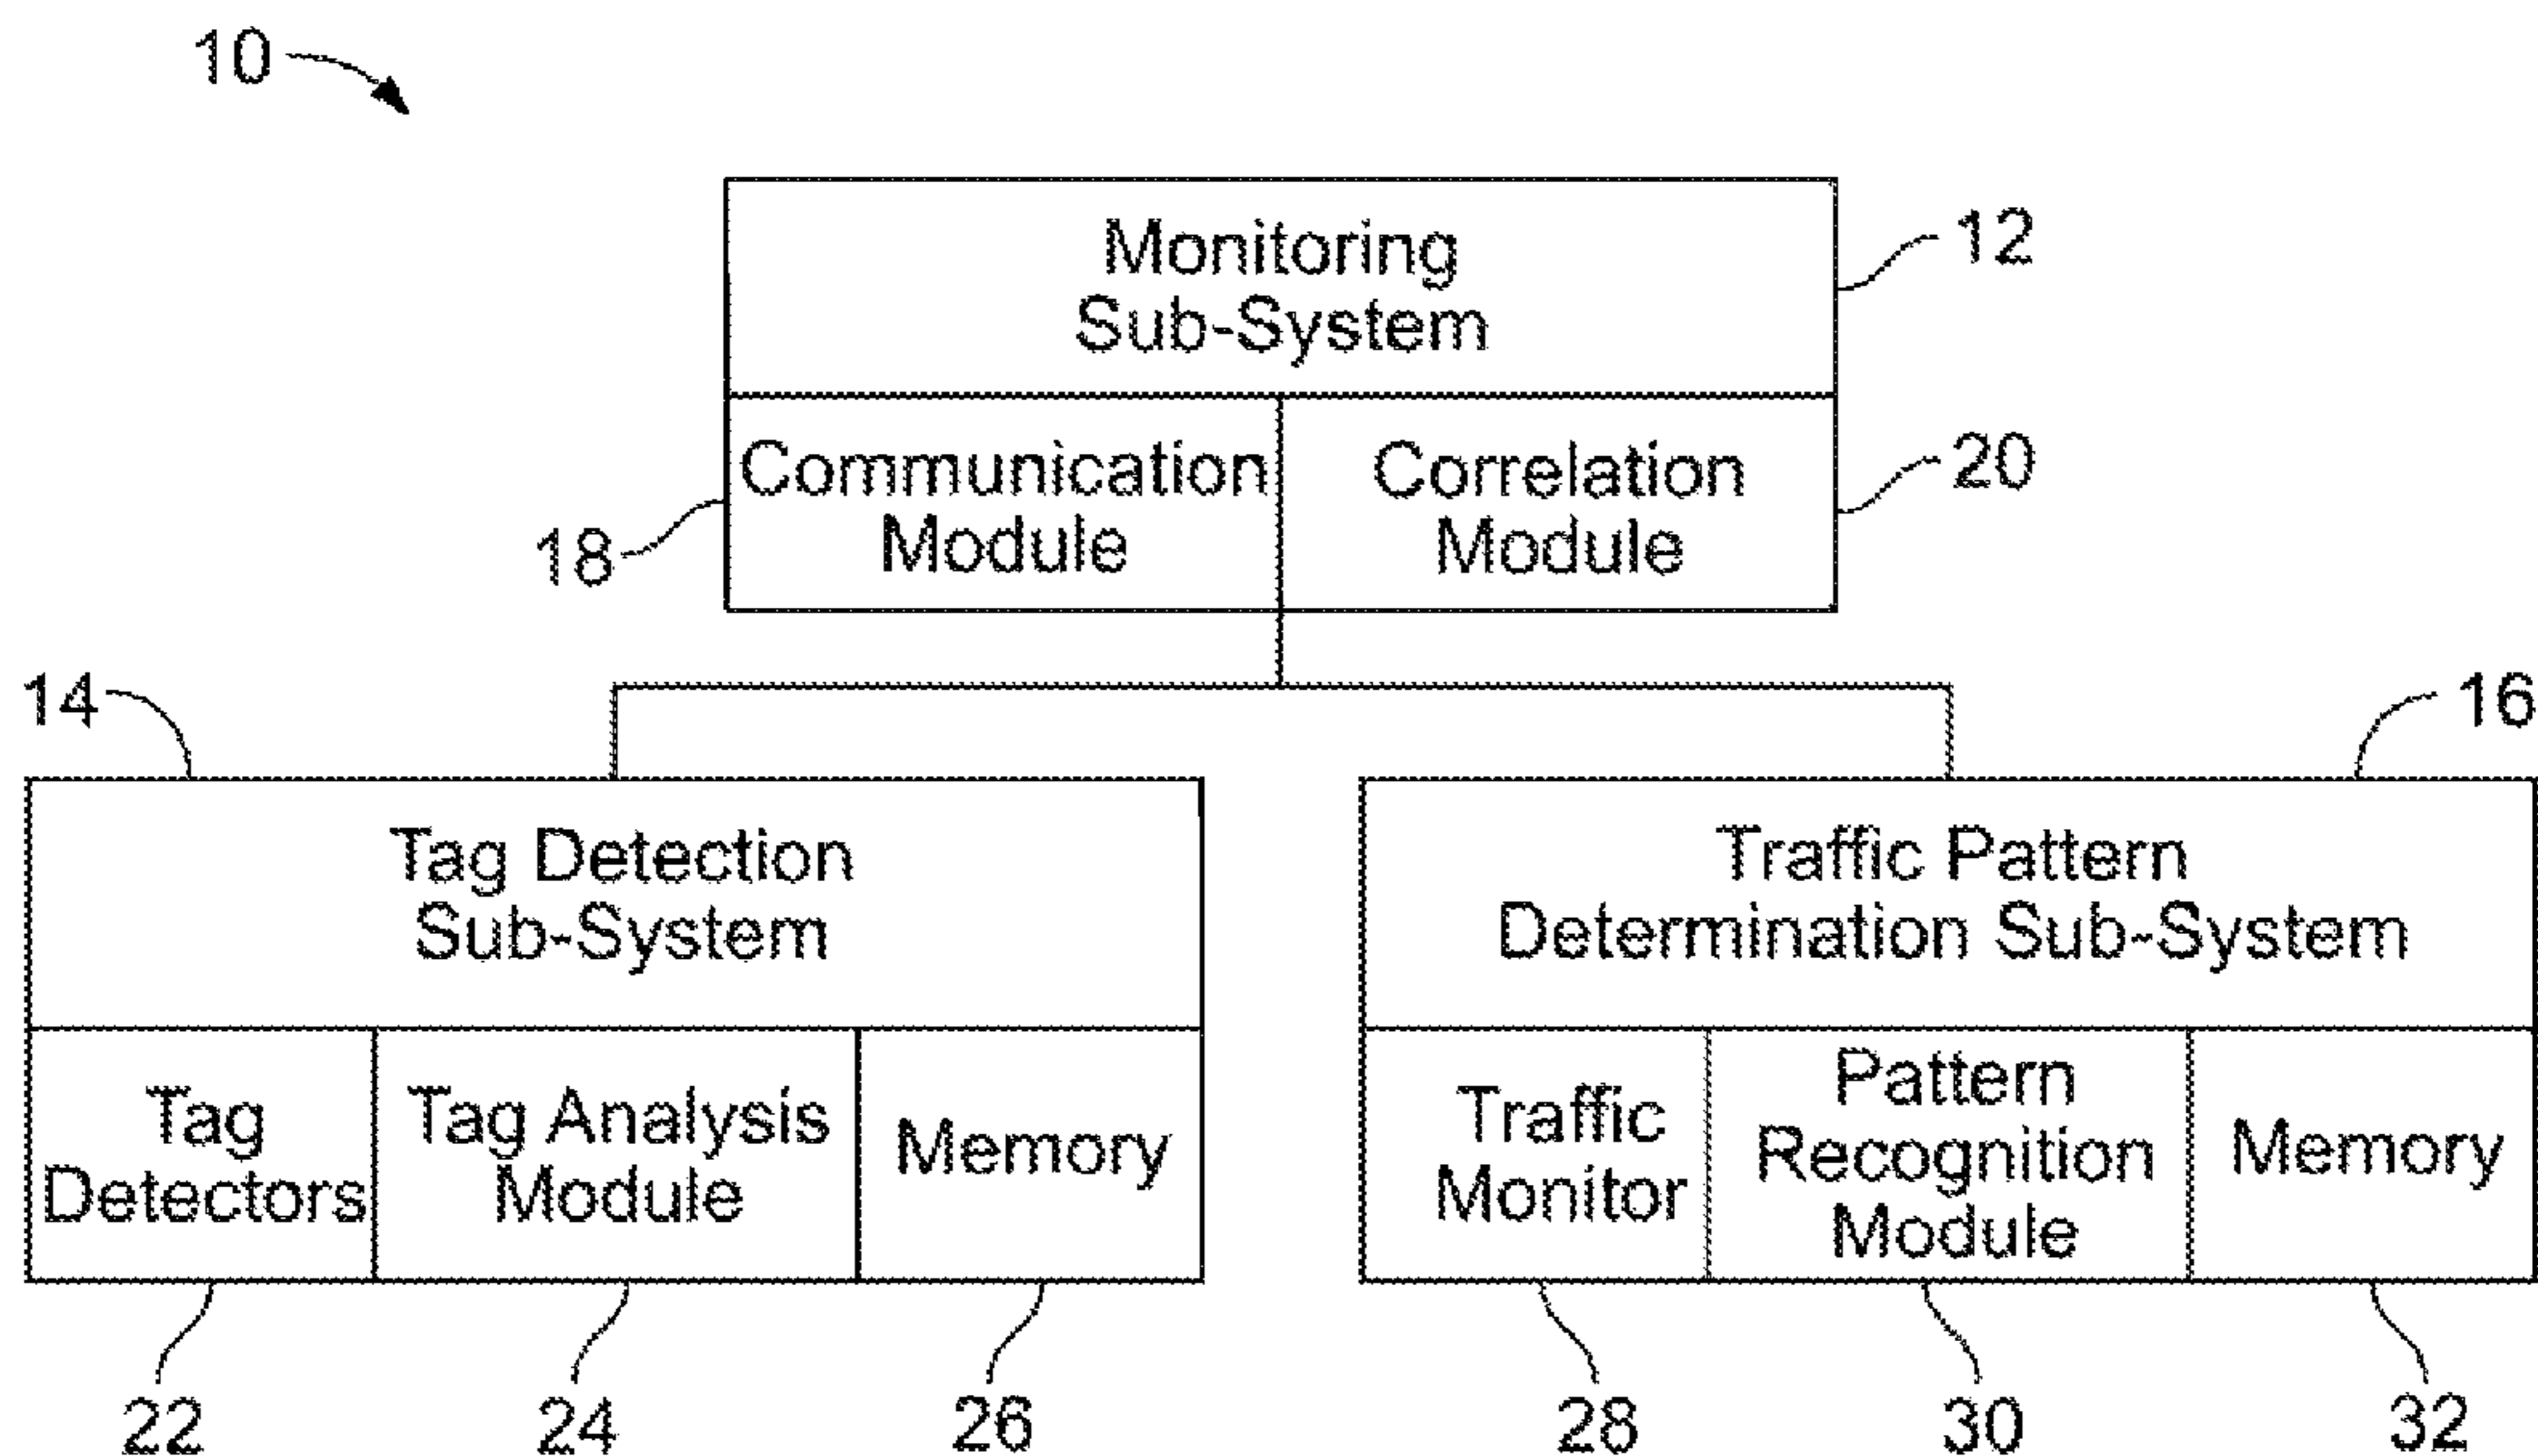 10
Monitoring
Sub-System
12
Communication
Module
Correlation
Module
18
20
14
16
Tag Detection
Sub-System
Traffic Pattern
Determination Sub-System
Tag
Detectors
Tag Analysis
Module
Memory
Traffic
Monitor
Pattern
Recognition
Module
Memory
22
24
26
28
30
32